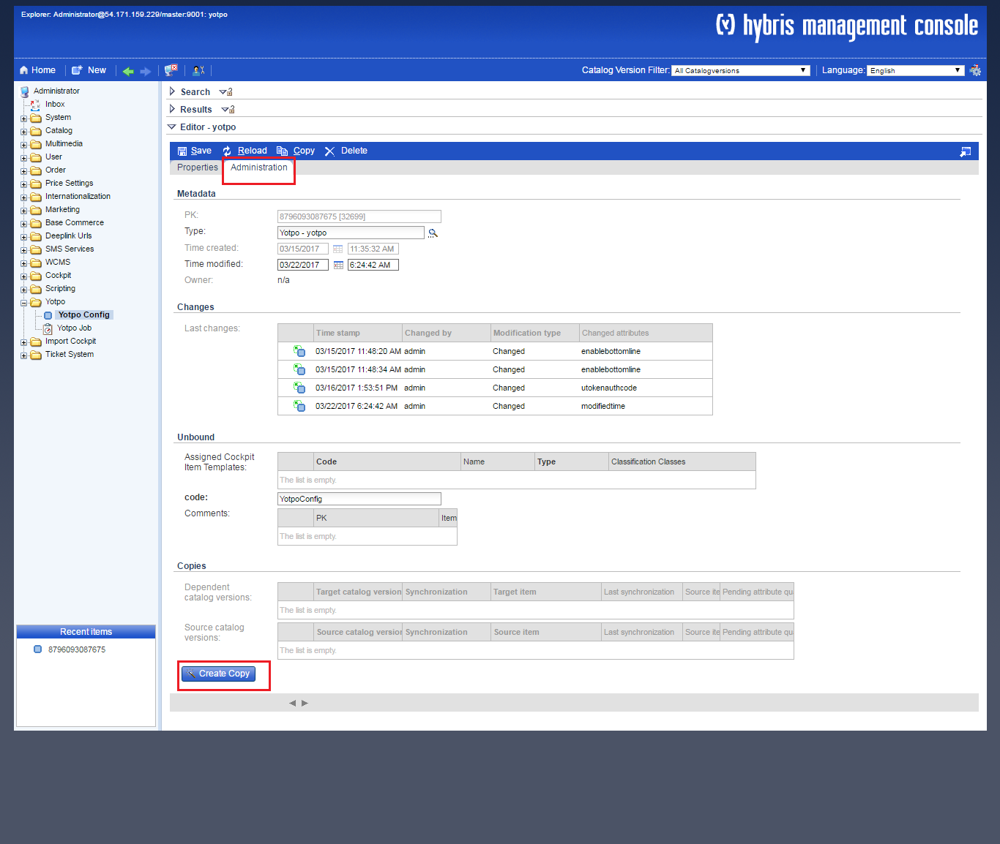 Explorer: Administrator@54.171.159.229/master:9001: yotpo
hybris management console
Home New Catalog Version Filter: All Catalogversions Language: English
Administrator
Inbox
System
Catalog
Multimedia
User
Order
Price Settings
Internationalization
Marketing
Base Commerce
Deeplink Urls
SMS Services
WCMS
Cockpit
Scripting
Yotpo
Yotpo Config
Yotpo Job
Import Cockpit
Ticket System
Recent items
8796093087675
Search
Results
Editor - yotpo
Save Reload Copy Delete
Properties Administration
Metadata
PK: 8796093087675 [32699]
Type: Yotpo - yotpo
Time created: 03/15/2017 11:35:32 AM
Time modified: 03/22/2017 6:24:42 AM
Owner: n/a
Changes
Last changes:
Time stamp Changed by Modification type Changed attributes
03/15/2017 11:48:20 AM admin Changed enablebottomline
03/15/2017 11:48:34 AM admin Changed enablebottomline
03/16/2017 1:53:51 PM admin Changed utokenauthcode
03/22/2017 6:24:42 AM admin Changed modifiedtime
Unbound
Assigned Cockpit
Item Templates:
Code Name Type Classification Classes
The list is empty.
code: YotpoConfig
Comments:
PK Item
The list is empty.
Copies
Dependent
catalog versions:
Target catalog version Synchronization Target item Last synchronization Source ite Pending attribute qu
The list is empty.
Source catalog
versions:
Source catalog version Synchronization Source item Last synchronization Source ite Pending attribute qu
The list is empty.
Create Copy